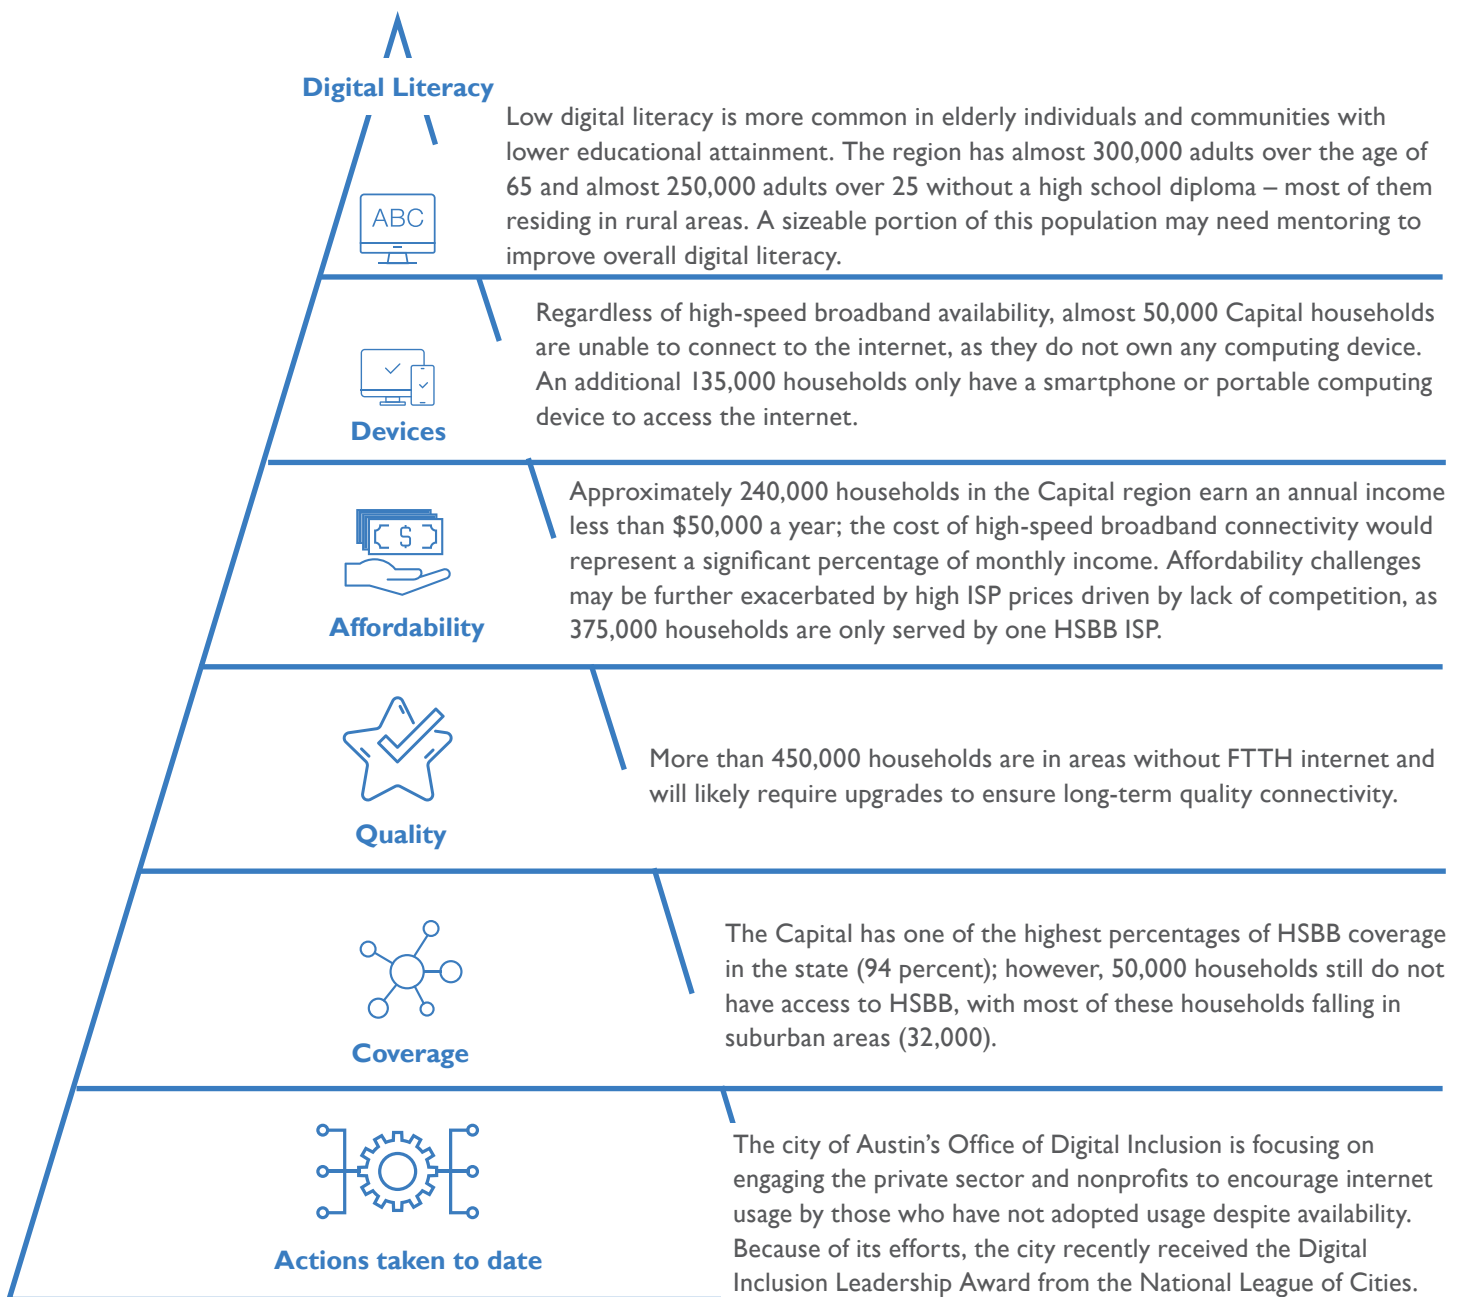 Digital Literacy
Low digital literacy is more common in elderly individuals and communities with
lower educational attainment. The region has almost 300,000 adults over the age of
65 and almost 250,000 adults over 25 without a high school diploma – most of them
residing in rural areas. A sizeable portion of this population may need mentoring to
improve overall digital literacy.
ABC
Regardless of high-speed broadband availability, almost 50,000 Capital households
are unable to connect to the internet, as they do not own any computing device.
An additional 135,000 households only have a smartphone or portable computing
device to access the internet.
Devices
Approximately 240,000 households in the Capital region earn an annual income
less than $50,000 a year; the cost of high-speed broadband connectivity would
represent a significant percentage of monthly income. Affordability challenges
may be further exacerbated by high ISP prices driven by lack of competition, as
375,000 households are only served by one HSBB ISP.
$
Affordability
More than 450,000 households are in areas without FTTH internet and
will likely require upgrades to ensure long-term quality connectivity.
Quality
The Capital has one of the highest percentages of HSBB coverage
in the state (94 percent); however, 50,000 households still do not
have access to HSBB, with most of these households falling in
suburban areas (32,000).
Coverage
The city of Austin’s Office of Digital Inclusion is focusing on
engaging the private sector and nonprofits to encourage internet
usage by those who have not adopted usage despite availability.
Because of its efforts, the city recently received the Digital
Inclusion Leadership Award from the National League of Cities.
Actions taken to date